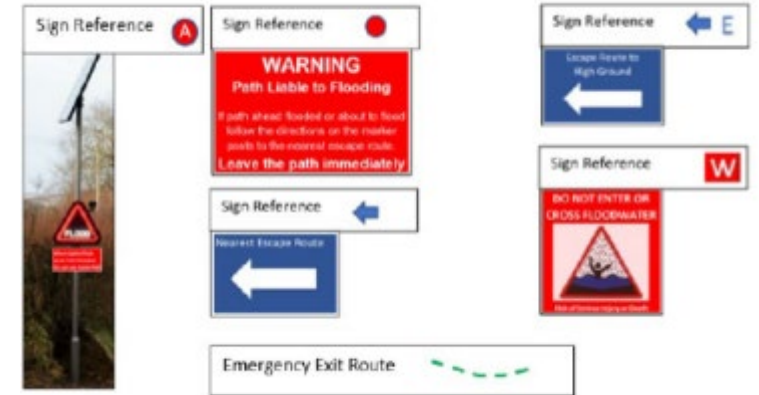 Sign Reference A
FLOOD
Sign Reference
WARNING
Path Liable to Flooding
If path ahead flooded or about to flood
follow the directions on the marker
posts to the nearest escape route.
Leave the path immediately
Sign Reference
Nearest Escape Route
Sign Reference E
Escape Route to
High Ground
Sign Reference W
DO NOT ENTER OR
CROSS FLOODWATER
Emergency Exit Route